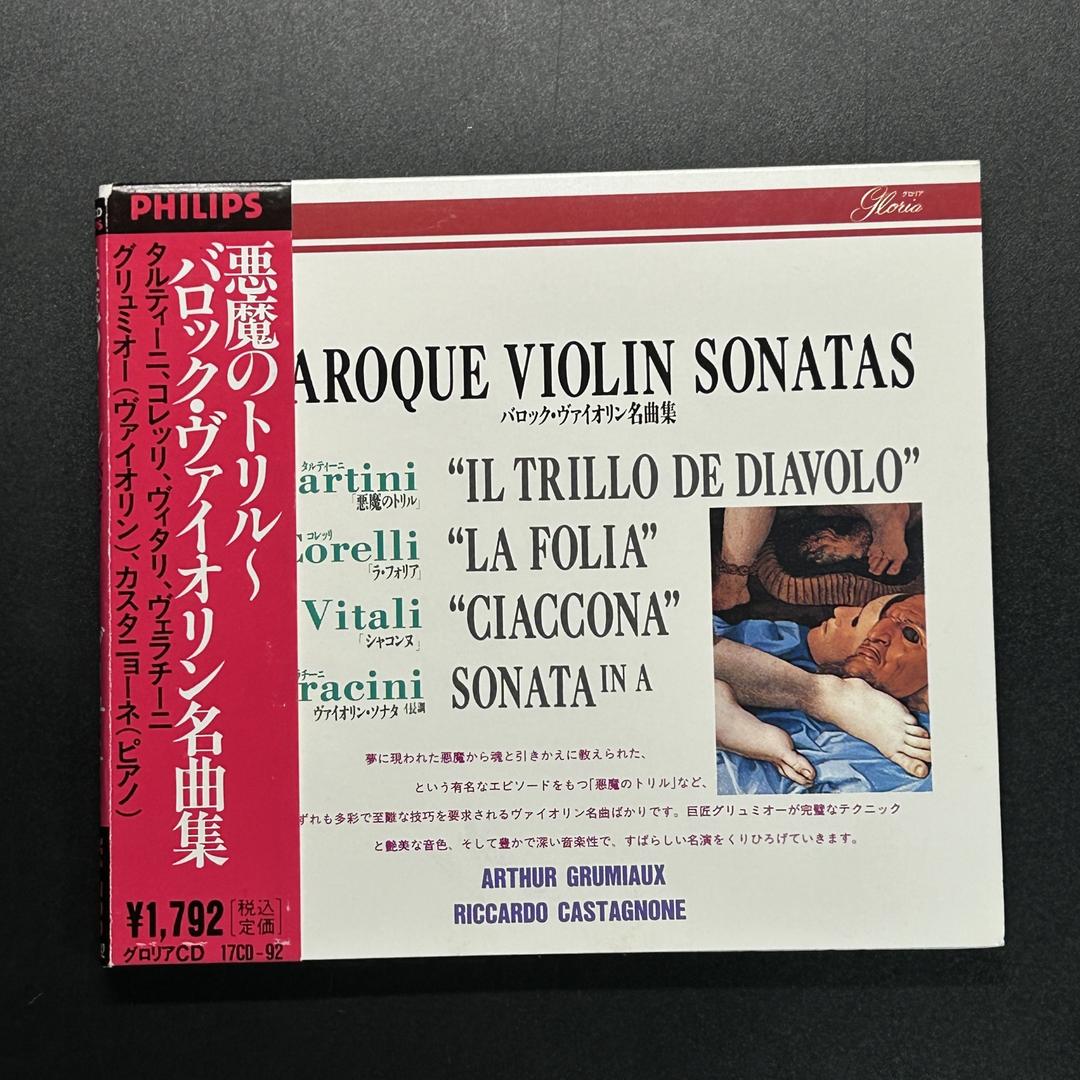 PHILIPS
悪魔のトリル〜
バロック・ヴァイオリン名曲集
タルティーニ、コレッリ、ヴィタリ、ヴェラチーニ
グリュミオー(ヴァイオリン)、カスタニョーネ(ピアノ)
¥1,792[税込定価]
グロリアCD 17CD-92
グロリア
Gloria
AROQUE VIOLIN SONATAS
バロック・ヴァイオリン名曲集
タルティーニ
artini “IL TRILLO DE DIAVOLO”
「悪魔のトリル」
コレッリ
Corelli “LA FOLIA”
「ラ・フォリア」
Vitali “CIACCONA”
「シャコンヌ」
ラチーニ
racini SONATA IN A
ヴァイオリン・ソナタ イ長調
夢に現われた悪魔から魂と引きかえに教えられた、
という有名なエピソードをもつ「悪魔のトリル」など、
ずれも多彩で至難な技巧を要求されるヴァイオリン名曲ばかりです。巨匠グリュミオーが完璧なテクニック
と艶美な音色、そして豊かで深い音楽性で、すばらしい名演をくりひろげていきます。
ARTHUR GRUMIAUX
RICCARDO CASTAGNONE